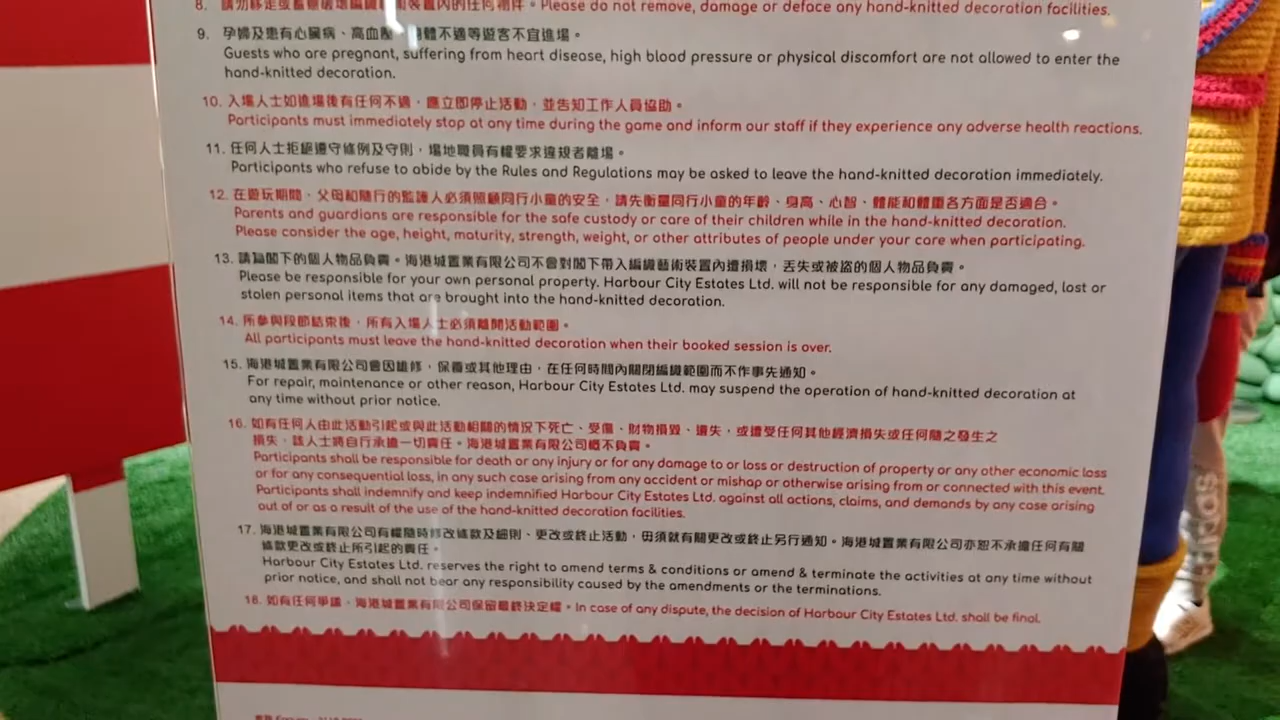 8. 請勿移走或蓄意破壞編織 裝置內的任何物件。Please do not remove, damage or deface any hand-knitted decoration facilities.
9. 孕婦及患有心臟病、高血壓 體不適等遊客不宜進場。
Guests who are pregnant, suffering from heart disease, high blood pressure or physical discomfort are not allowed to enter the
hand-knitted decoration.
10. 入場人士如進場後有任何不適，應立即停止活動，並告知工作人員協助。
Participants must immediately stop at any time during the game and inform our staff if they experience any adverse health reactions.
11. 任何人士拒絕遵守條例及守則，場地職員有權要求違規者離場。
Participants who refuse to abide by the Rules and Regulations may be asked to leave the hand-knitted decoration immediately.
12. 在遊玩期間，父母和隨行的監護人必須照顧同行小童的安全，請先衡量同行小童的年齡、身高、心智、體能和體重各方面是否適合。
Parents and guardians are responsible for the safe custody or care of their children while in the hand-knitted decoration.
Please consider the age, height, maturity, strength, weight, or other attributes of people under your care when participating.
13. 請為閣下的個人物品負責。海港城置業有限公司不會對閣下帶入編織藝術裝置內遭損壞，丟失或被盜的個人物品負責。
Please be responsible for your own personal property. Harbour City Estates Ltd. will not be responsible for any damaged, lost or
stolen personal items that are brought into the hand-knitted decoration.
14. 所參與段節結束後，所有入場人士必須離開活動範圍。
All participants must leave the hand-knitted decoration when their booked session is over.
15. 海港城置業有限公司會因維修，保養或其他理由，在任何時間內關閉編織範圍而不作事先通知。
For repair, maintenance or other reason, Harbour City Estates Ltd. may suspend the operation of hand-knitted decoration at
any time without prior notice.
16. 如有任何人由此活動引起或與此活動相關的情況下死亡、受傷、財物損毀、遺失，或遭受任何其他經濟損失或任何隨之發生之
損失，該人士將自行承擔一切責任。海港城置業有限公司概不負責。
Participants shall be responsible for death or any injury or for any damage to or loss or destruction of property or any other economic loss
or for any consequential loss, in any such case arising from any accident or mishap or otherwise arising from or connected with this event.
Participants shall indemnify and keep indemnified Harbour City Estates Ltd. against all actions, claims, and demands by any case arising
out of or as a result of the use of the hand-knitted decoration facilities.
17. 海港城置業有限公司有權隨時修改條款及細則、更改或終止活動，毋須就有關更改或終止另行通知。海港城置業有限公司亦恕不承擔任何有關
條款更改或終止所引起的責任。
Harbour City Estates Ltd. reserves the right to amend terms & conditions or amend & terminate the activities at any time without
prior notice, and shall not bear any responsibility caused by the amendments or the terminations.
18. 如有任何爭議，海港城置業有限公司保留最終決定權。In case of any dispute, the decision of Harbour City Estates Ltd. shall be final.